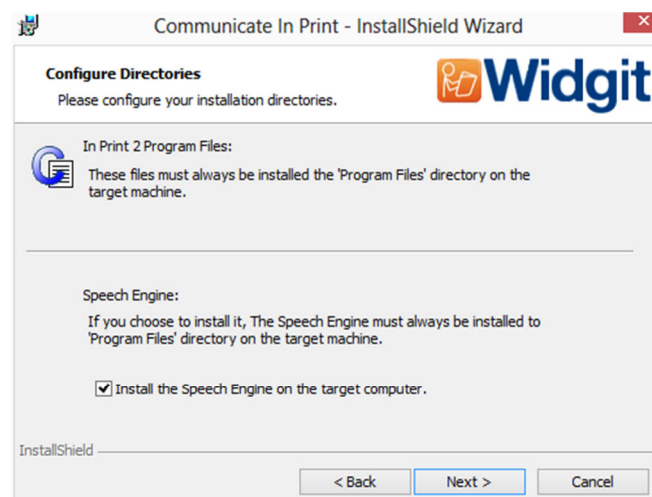 Communicate In Print - InstallShield Wizard
Configure Directories
Please configure your installation directories.
Widgit
In Print 2 Program Files:
These files must always be installed the 'Program Files' directory on the
target machine.
Speech Engine:
If you choose to install it, The Speech Engine must always be installed to
'Program Files' directory on the target machine.
Install the Speech Engine on the target computer.
InstallShield
< Back
Next >
Cancel